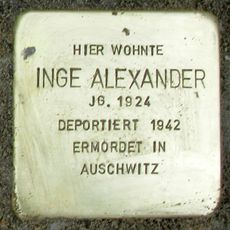 HIER WOHNTE
INGE ALEXANDER
JG. 1924
DEPORTIERT 1942
ERMORDET IN
AUSCHWITZ